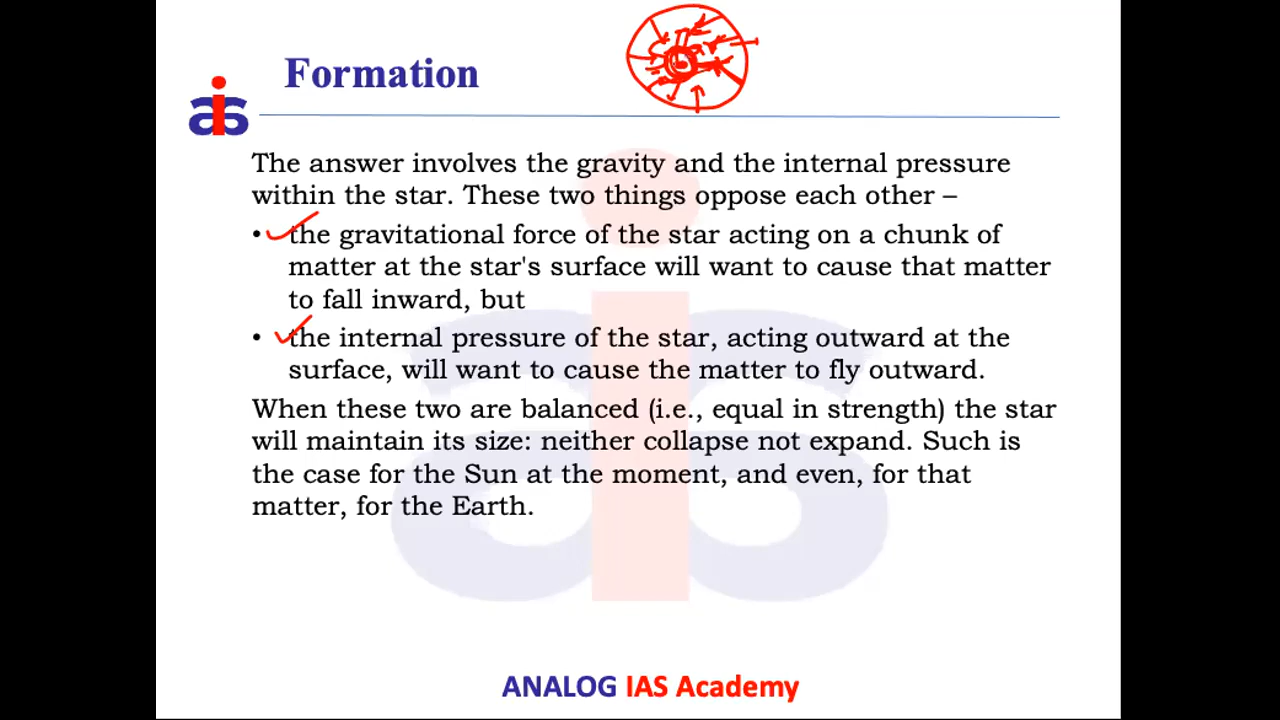 Formation
ais
The answer involves the gravity and the internal pressure
within the star. These two things oppose each other –
• the gravitational force of the star acting on a chunk of
matter at the star's surface will want to cause that matter
to fall inward, but
• the internal pressure of the star, acting outward at the
surface, will want to cause the matter to fly outward.
When these two are balanced (i.e., equal in strength) the star
will maintain its size: neither collapse not expand. Such is
the case for the Sun at the moment, and even, for that
matter, for the Earth.
ANALOG IAS Academy